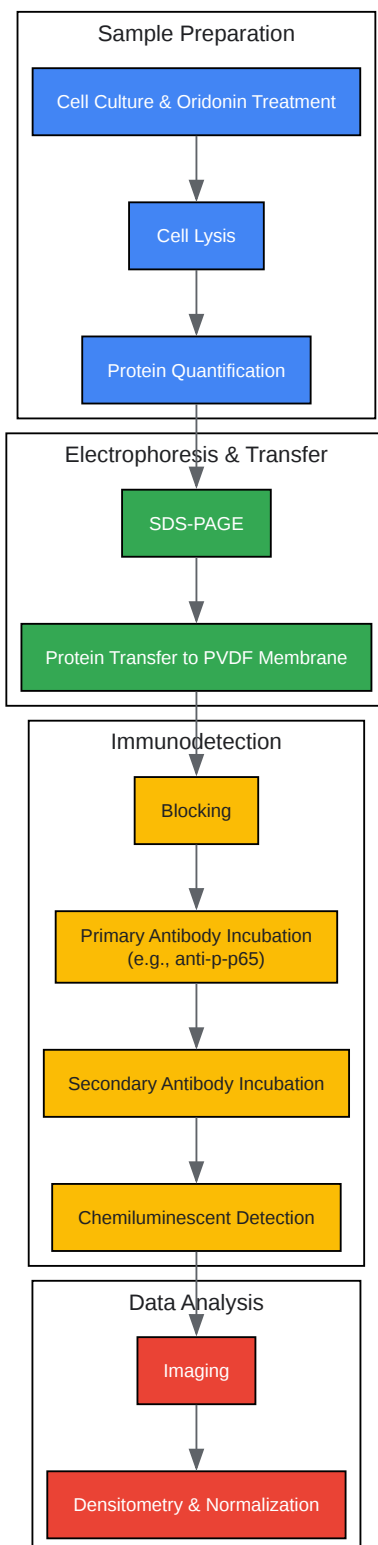 Sample Preparation
Cell Culture & Oridonin Treatment
Cell Lysis
Protein Quantification
Electrophoresis & Transfer
SDS-PAGE
Protein Transfer to PVDF Membrane
Immunodetection
Blocking
Primary Antibody Incubation
(e.g., anti-p-p65)
Secondary Antibody Incubation
Chemiluminescent Detection
Data Analysis
Imaging
Densitometry & Normalization